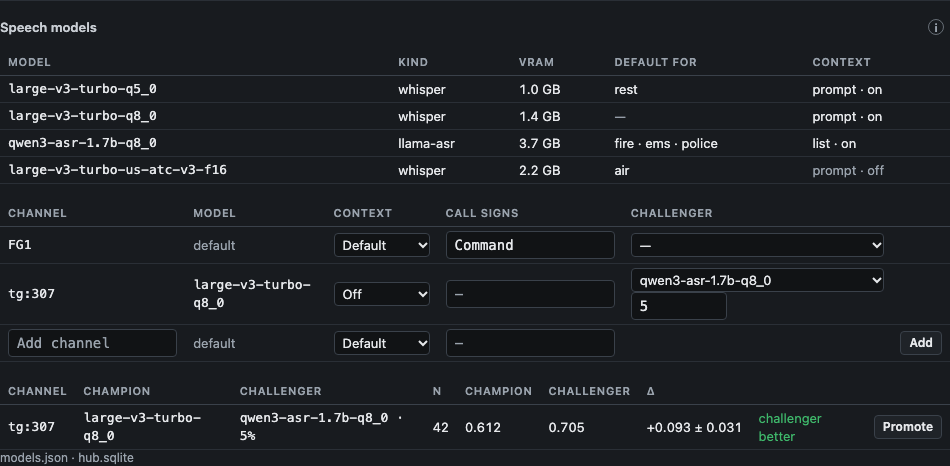 Speech models
MODEL KIND VRAM DEFAULT FOR CONTEXT
large-v3-turbo-q5_0 whisper 1.0 GB rest prompt · on
large-v3-turbo-q8_0 whisper 1.4 GB — prompt · on
qwen3-asr-1.7b-q8_0 llama-asr 3.7 GB fire · ems · police list · on
large-v3-turbo-us-atc-v3-f16 whisper 2.2 GB air prompt · off
CHANNEL MODEL CONTEXT CALL SIGNS CHALLENGER
FG1 default Default Command —
tg:307 large-v3-turbo-q8_0 Off — qwen3-asr-1.7b-q8_0
5
Add channel default Default — Add
CHANNEL CHAMPION CHALLENGER N CHAMPION CHALLENGER Δ
tg:307 large-v3-turbo-q8_0 qwen3-asr-1.7b-q8_0 · 5% 42 0.612 0.705 +0.093 ± 0.031 challenger better Promote
models.json · hub.sqlite